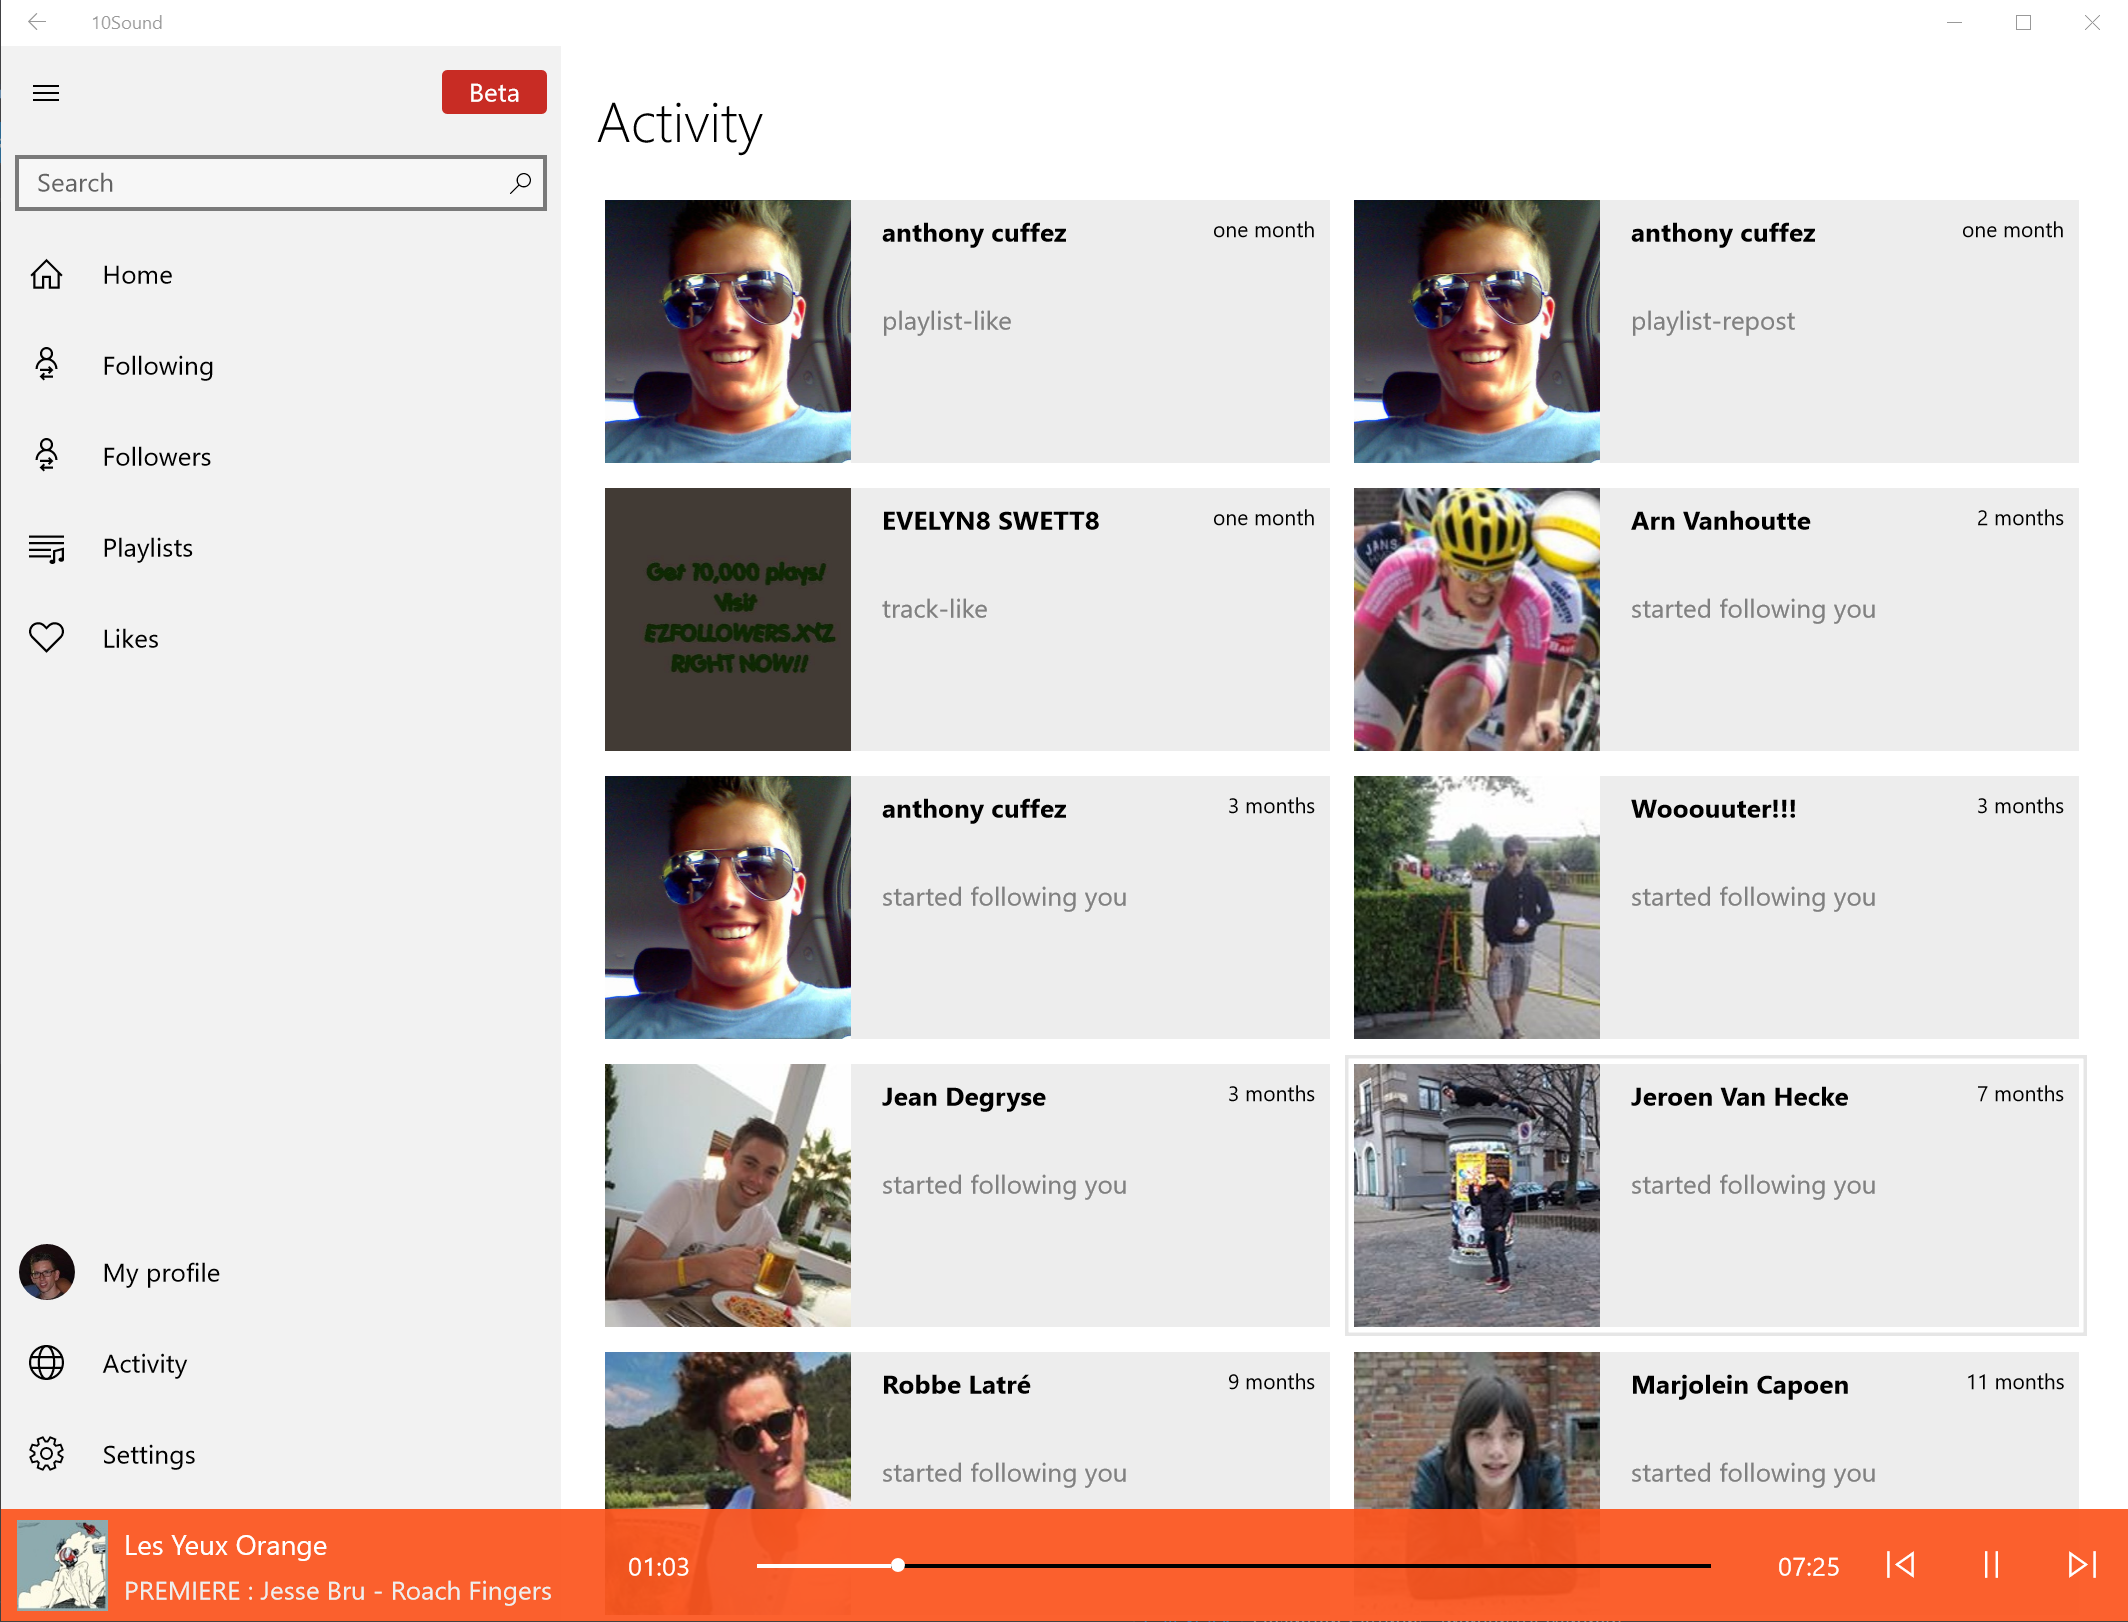 10Sound
Beta
Search
Home
Following
Followers
Playlists
Likes
My profile
Activity
Settings
Activity
anthony cuffez one month
playlist-like
anthony cuffez one month
playlist-repost
Get 10,000 plays!
Visit
EZFOLLOWERS.XYZ
RIGHT NOW!!
EVELYN8 SWETT8 one month
track-like
JANS
Arn Vanhoutte 2 months
started following you
anthony cuffez 3 months
started following you
Wooouuter!!! 3 months
started following you
Jean Degryse 3 months
started following you
Jeroen Van Hecke 7 months
started following you
Robbe Latré 9 months
started following you
Marjolein Capoen 11 months
started following you
Les Yeux Orange
PREMIERE : Jesse Bru - Roach Fingers
01:03
07:25